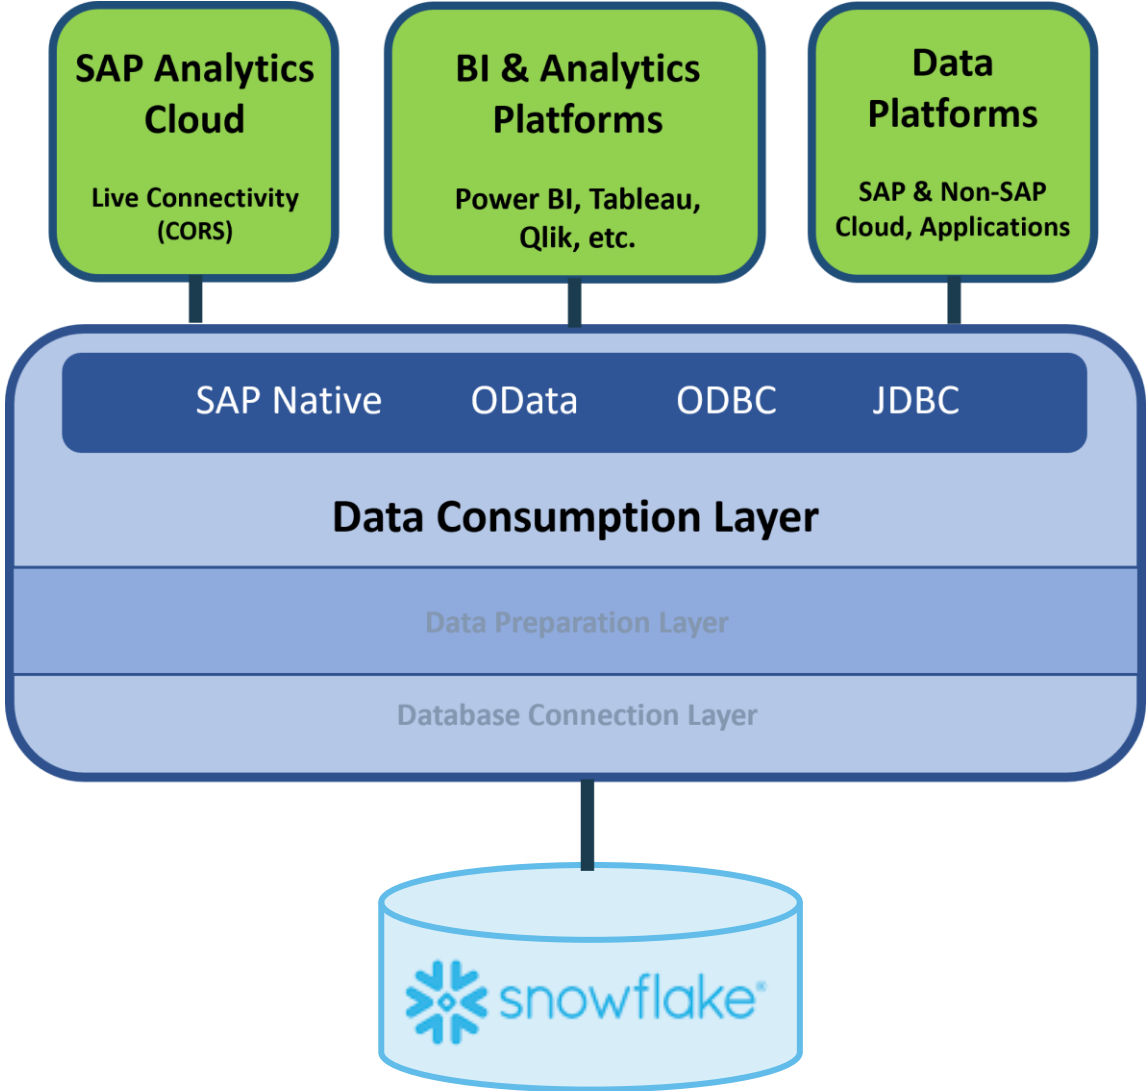 SAP Analytics
Cloud
Live Connectivity
(CORS)
BI & Analytics
Platforms
Power BI, Tableau,
Qlik, etc.
Data
Platforms
SAP & Non-SAP
Cloud, Applications
SAP Native OData ODBC JDBC
Data Consumption Layer
Data Preparation Layer
Database Connection Layer
snowflake®